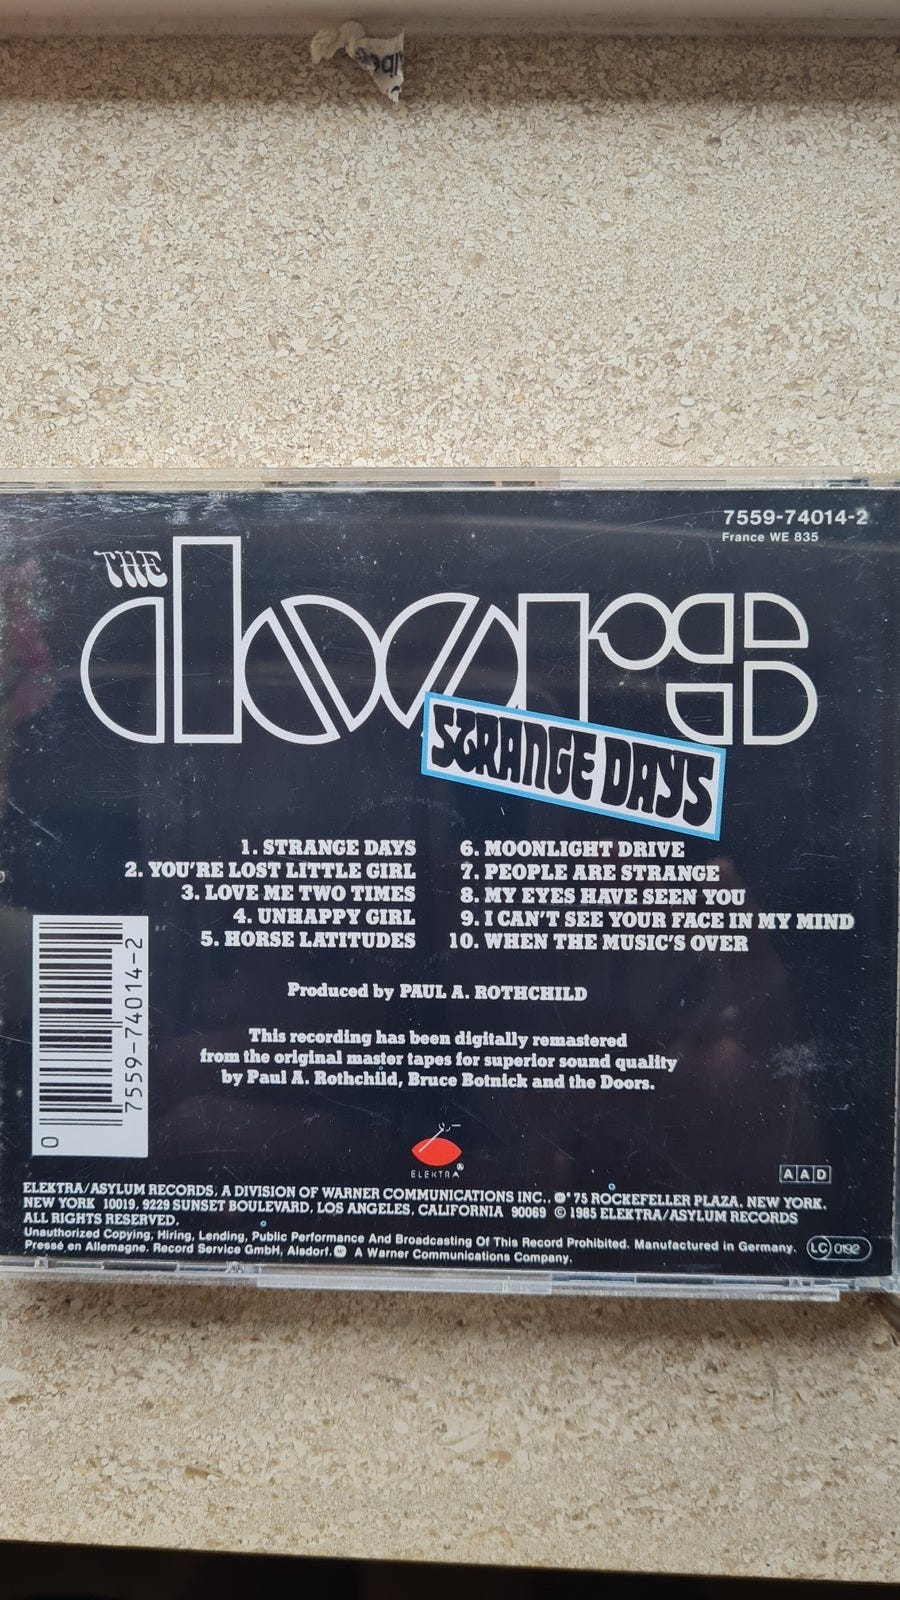 7559-74014-2
France WE 835
THE
doors
STRANGE DAYS
1. STRANGE DAYS
2. YOU'RE LOST LITTLE GIRL
3. LOVE ME TWO TIMES
4. UNHAPPY GIRL
5. HORSE LATITUDES
6. MOONLIGHT DRIVE
7. PEOPLE ARE STRANGE
8. MY EYES HAVE SEEN YOU
9. I CAN'T SEE YOUR FACE IN MY MIND
10. WHEN THE MUSIC'S OVER
0 7559-74014-2
Produced by PAUL A. ROTHCHILD
This recording has been digitally remastered
from the original master tapes for superior sound quality
by Paul A. Rothchild, Bruce Botnick and the Doors.
ELEKTRA
AAD
ELEKTRA/ASYLUM RECORDS, A DIVISION OF WARNER COMMUNICATIONS INC., 75 ROCKEFELLER PLAZA, NEW YORK,
NEW YORK 10019, 9229 SUNSET BOULEVARD, LOS ANGELES, CALIFORNIA 90069 © 1985 ELEKTRA/ASYLUM RECORDS
ALL RIGHTS RESERVED.
Unauthorized Copying, Hiring, Lending, Public Performance And Broadcasting Of This Record Prohibited. Manufactured in Germany.
Pressé en Allemagne. Record Service GmbH, Alsdorf. A Warner Communications Company.
LC 0192